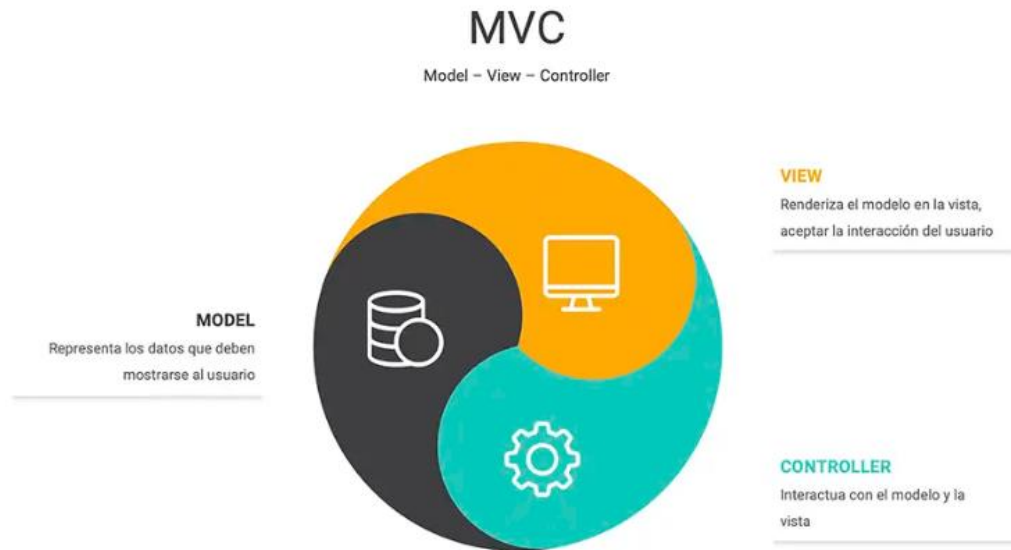 MVC
Model – View – Controller
VIEW
Renderiza el modelo en la vista,
aceptar la interacción del usuario
MODEL
Representa los datos que deben
mostrarse al usuario
CONTROLLER
Interactua con el modelo y la
vista